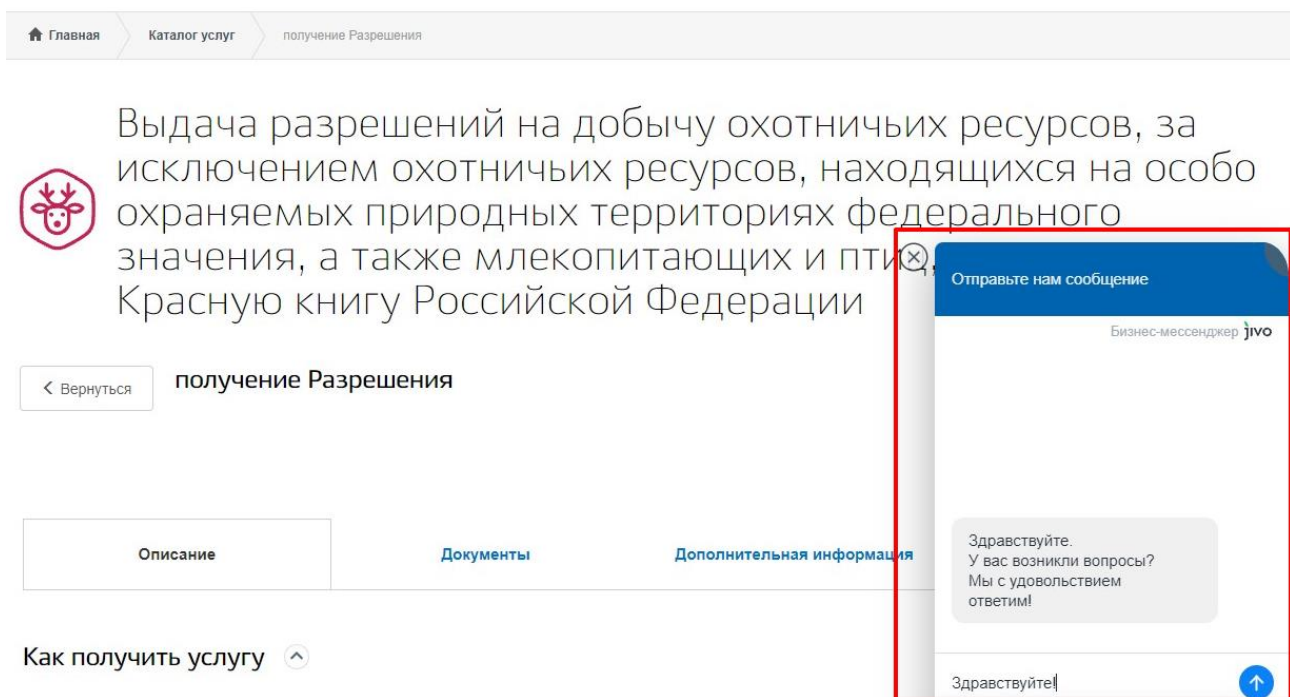 Главная
Каталог услуг
получение Разрешения
Выдача разрешений на добычу охотничьих ресурсов, за
исключением охотничьих ресурсов, находящихся на особо
охраняемых природных территориях федерального
значения, а также млекопитающих и птиц,
Красную книгу Российской Федерации
Вернуться
получение Разрешения
Описание
Документы
Дополнительная информация
Как получить услугу
Отправьте нам сообщение
Бизнес-мессенджер jivo
Здравствуйте.
У вас возникли вопросы?
Мы с удовольствием
ответим!
Здравствуйте!